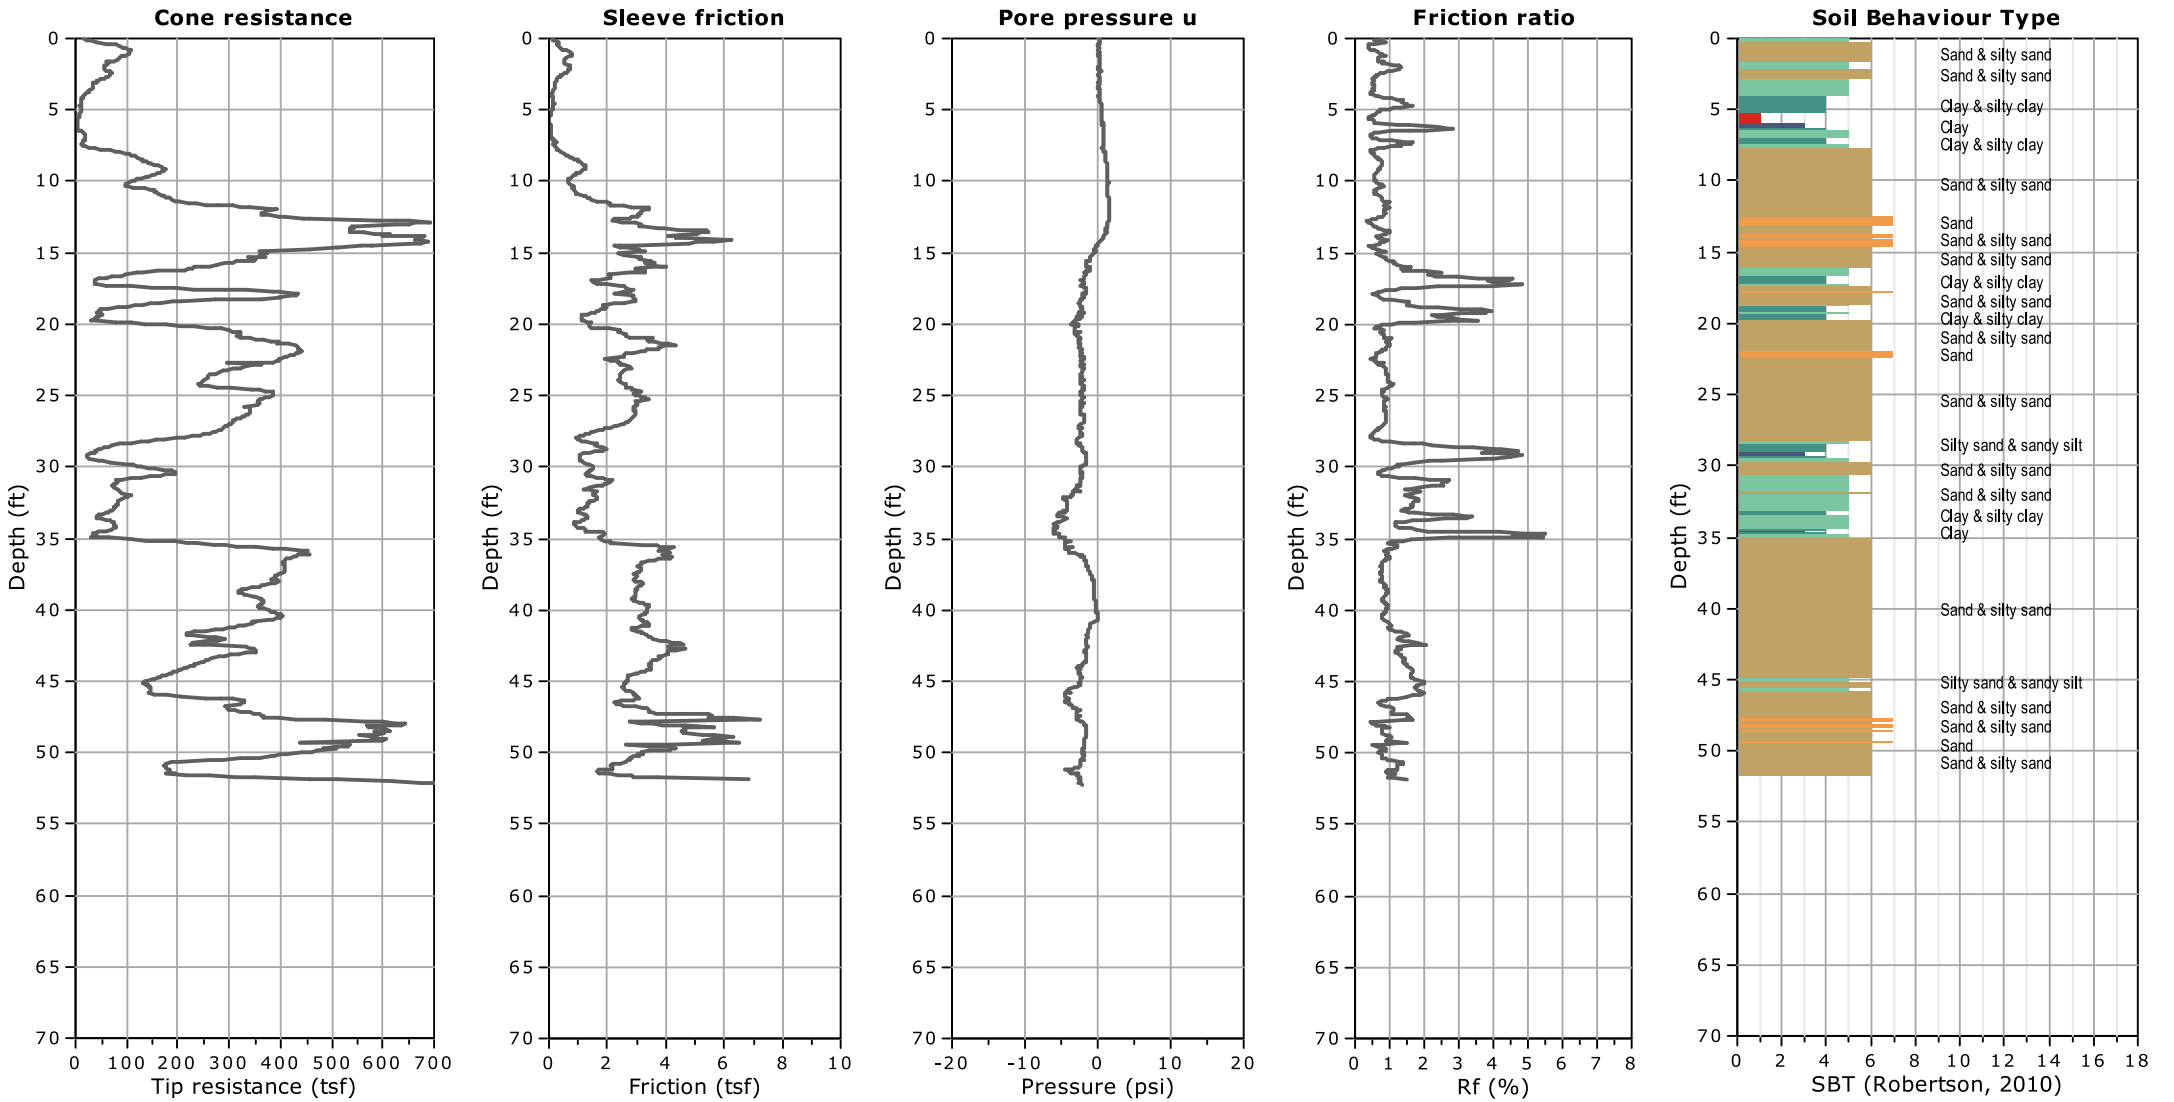 Cone resistance
0
5
10
15
20
25
30
35
40
45
50
55
60
65
70
Depth (ft)
0 100 200 300 400 500 600 700
Tip resistance (tsf)
Sleeve friction
0
5
10
15
20
25
30
35
40
45
50
55
60
65
70
Depth (ft)
0 2 4 6 8 10
Friction (tsf)
Pore pressure u
0
5
10
15
20
25
30
35
40
45
50
55
60
65
70
Depth (ft)
-20 -10 0 10 20
Pressure (psi)
Friction ratio
0
5
10
15
20
25
30
35
40
45
50
55
60
65
70
Depth (ft)
0 1 2 3 4 5 6 7 8
Rf (%)
Soil Behaviour Type
0
5
10
15
20
25
30
35
40
45
50
55
60
65
70
Depth (ft)
Sand & silty sand
Sand & silty sand
Clay & silty clay
Clay
Clay & silty clay
Sand & silty sand
Sand
Sand & silty sand
Sand & silty sand
Clay & silty clay
Sand & silty sand
Clay & silty clay
Sand & silty sand
Sand
Sand & silty sand
Silty sand & sandy silt
Sand & silty sand
Sand & silty sand
Clay & silty clay
Clay
Sand & silty sand
Silty sand & sandy silt
Sand & silty sand
Sand & silty sand
Sand
Sand & silty sand
0 2 4 6 8 10 12 14 16 18
SBT (Robertson, 2010)